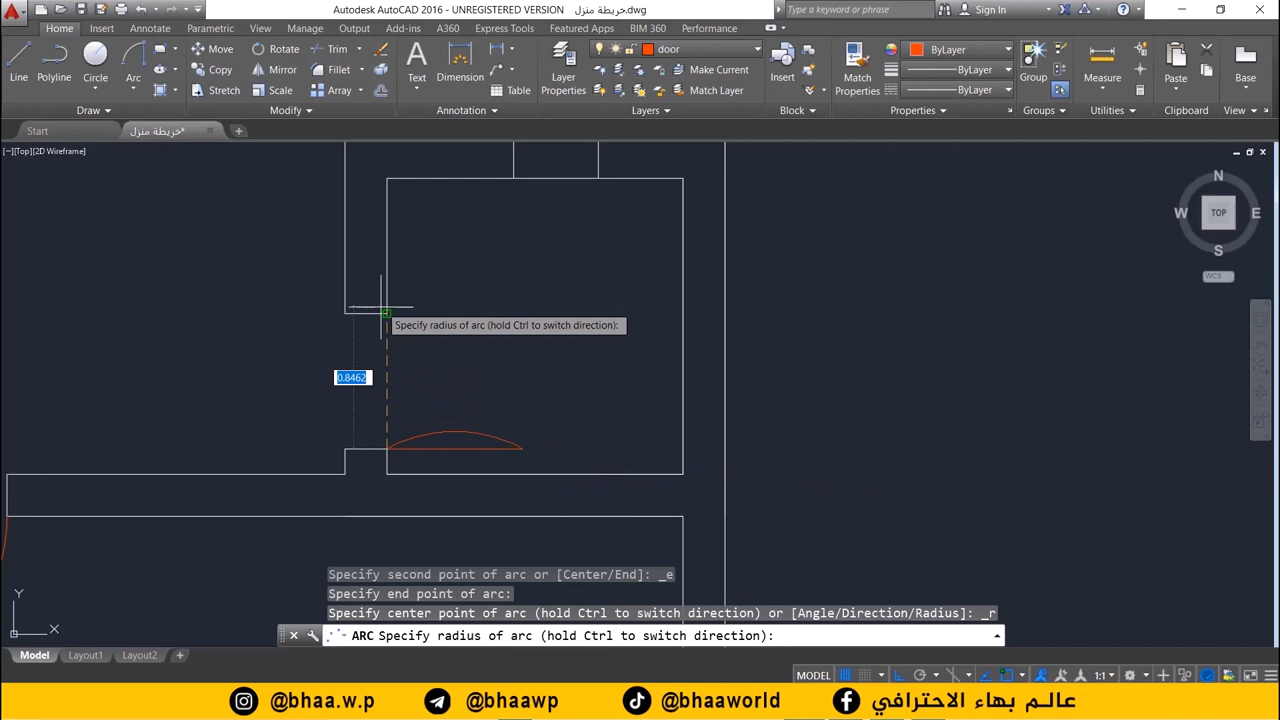 Autodesk AutoCAD 2016 - UNREGISTERED VERSION خريطة منزل.dwg
Type a keyword or phrase
Sign In
Home Insert Annotate Parametric View Manage Output Add-ins A360 Express Tools Featured Apps BIM 360 Performance
Line Polyline Circle Arc
Move Rotate Trim
Copy Mirror Fillet
Stretch Scale Array
Text Dimension Table
Layer Properties
door
Make Current
Match Layer
Insert
Match Properties
ByLayer
ByLayer
ByLayer
Group
Measure
Paste
Base
Draw Modify Annotation Layers Block Properties Groups Utilities Clipboard View
Start
خريطة منزل*
[−][Top][2D Wireframe]
N
W TOP E
S
WCS
Specify radius of arc (hold Ctrl to switch direction):
0.8462
Specify second point of arc or [Center/End]: _e
Specify end point of arc:
Specify center point of arc (hold Ctrl to switch direction) or [Angle/Direction/Radius]: _r
ARC Specify radius of arc (hold Ctrl to switch direction):
Y
X
Model Layout1 Layout2
MODEL
1:1
@bhaa.w.p @bhaawp @bhaaworld عالم بهاء الاحترافي